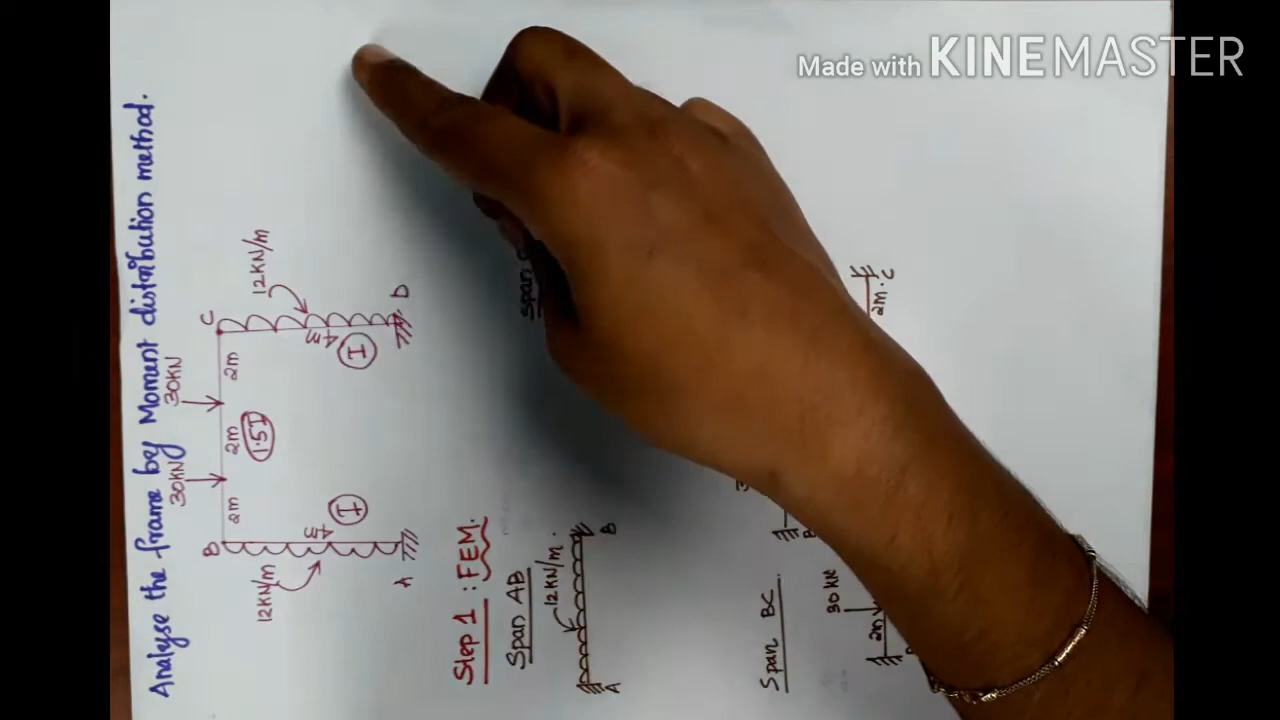 Made with KINEMASTER
Analyse the frame by Moment distribution method.
30KN
30KN
B
2m
2m
2m
C
1.5I
12KN/m
12KN/m
4m
4m
I
I
A
D
Step 1 : FEM.
Span AB
12KN/m.
A
B
Span
Span BC
30KN
2m
2m.
C